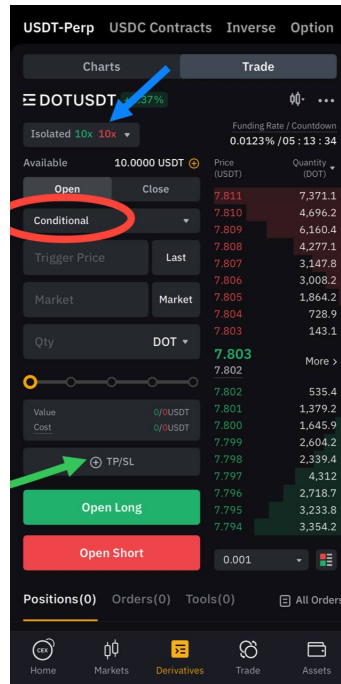 USDT-Perp USDC Contracts Inverse Option
Charts Trade
DOTUSDT
Isolated 10x 10x
Funding Rate / Countdown
0.0123% / 05 : 13 : 34
Available 10.0000 USDT
Open Close
Conditional
Trigger Price Last
Market Market
Qty DOT
Value 0/0USDT
Cost 0/0USDT
TP/SL
Open Long
Open Short
Price (USDT) Quantity (DOT)
7.811 7,371.1
7.810 4,696.2
7.809 6,160.4
7.808 4,277.1
7.807 3,147.8
7.806 3,008.2
7.805 1,864.2
7.804 728.9
7.803 143.1
7.803
7.802
More >
7.802 535.4
7.801 1,379.2
7.800 1,645.9
7.799 2,604.2
7.798 2,339.4
7.797 4,312
7.796 2,718.7
7.795 3,233.8
7.794 3,354.2
0.001
Positions(0) Orders(0) Tools(0) All Orders
CEX
Home Markets Derivatives Trade Assets